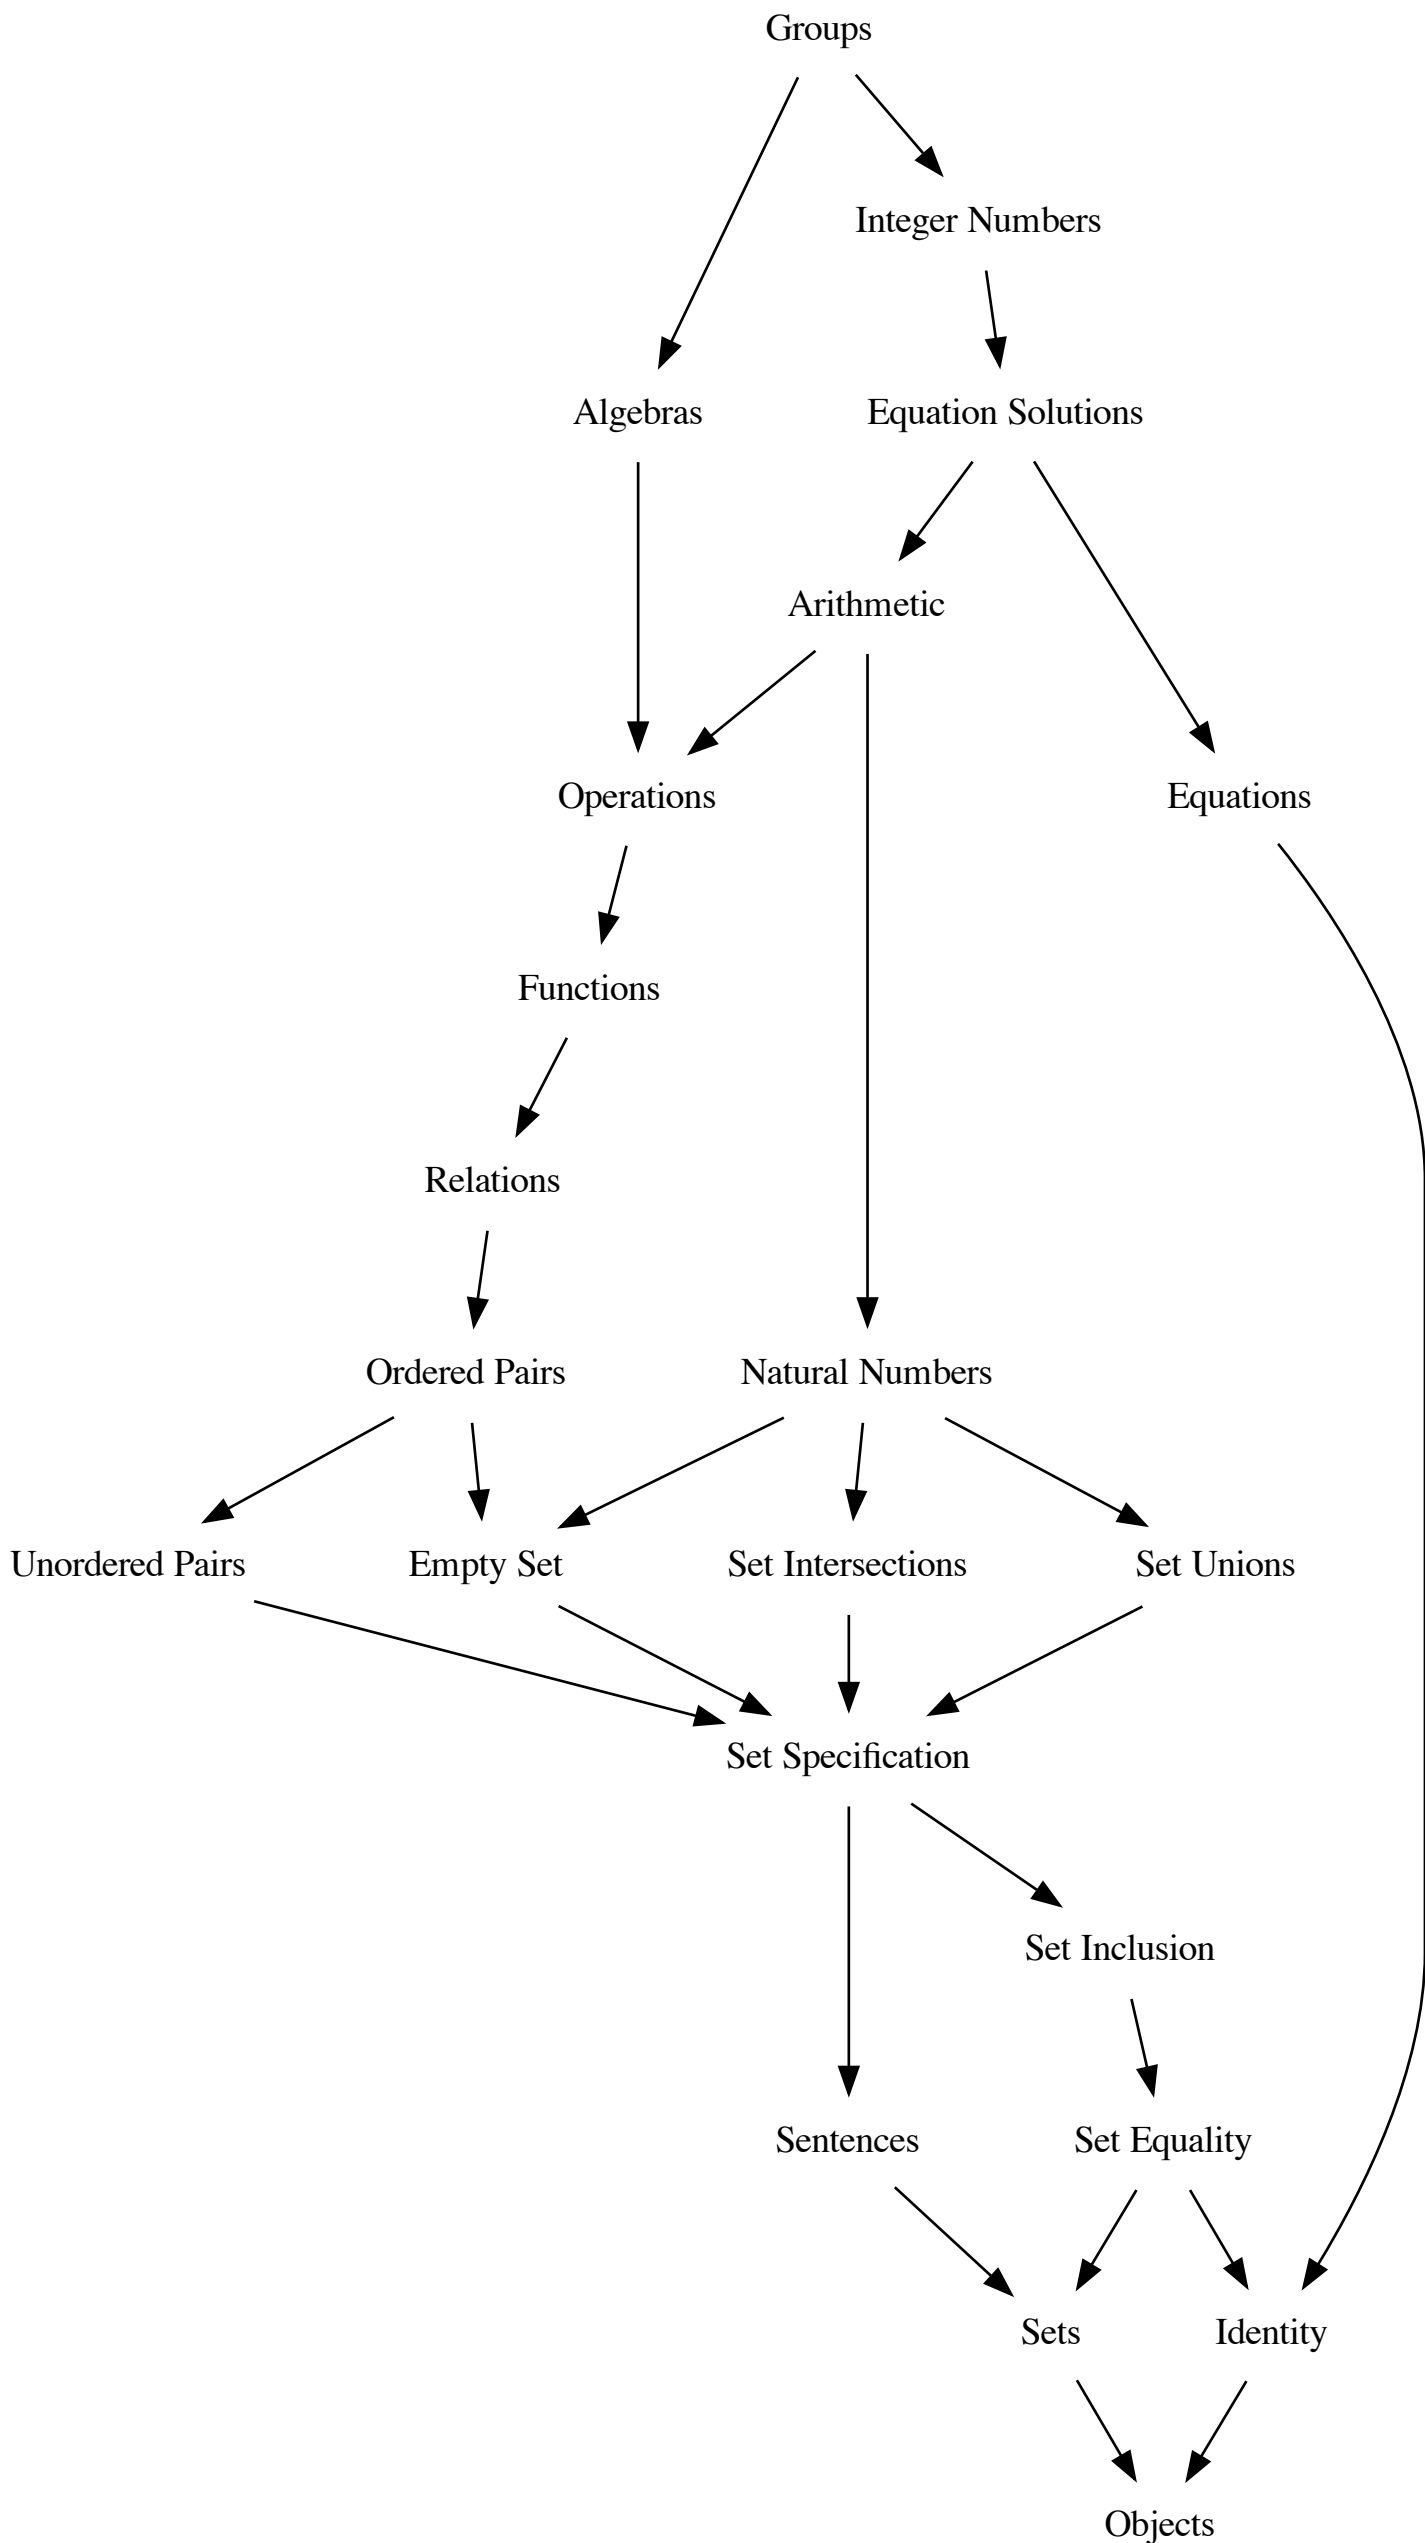 Groups
Integer Numbers
Algebras
Equation Solutions
Arithmetic
Operations
Equations
Functions
Relations
Ordered Pairs
Natural Numbers
Unordered Pairs
Empty Set
Set Intersections
Set Unions
Set Specification
Set Inclusion
Sentences
Set Equality
Sets
Identity
Objects